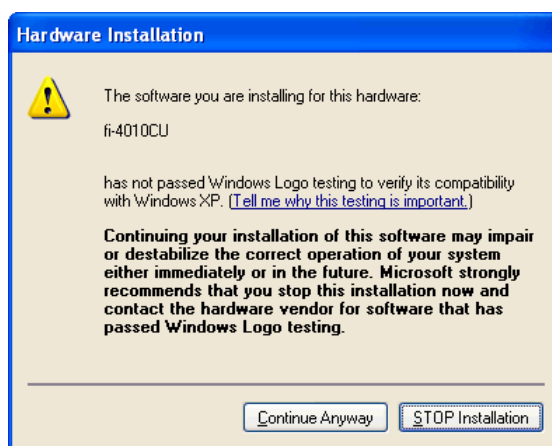 Hardware Installation
The software you are installing for this hardware:
fi-4010CU
has not passed Windows Logo testing to verify its compatibility
with Windows XP. (Tell me why this testing is important.)
Continuing your installation of this software may impair
or destabilize the correct operation of your system
either immediately or in the future. Microsoft strongly
recommends that you stop this installation now and
contact the hardware vendor for software that has
passed Windows Logo testing.
Continue Anyway STOP Installation